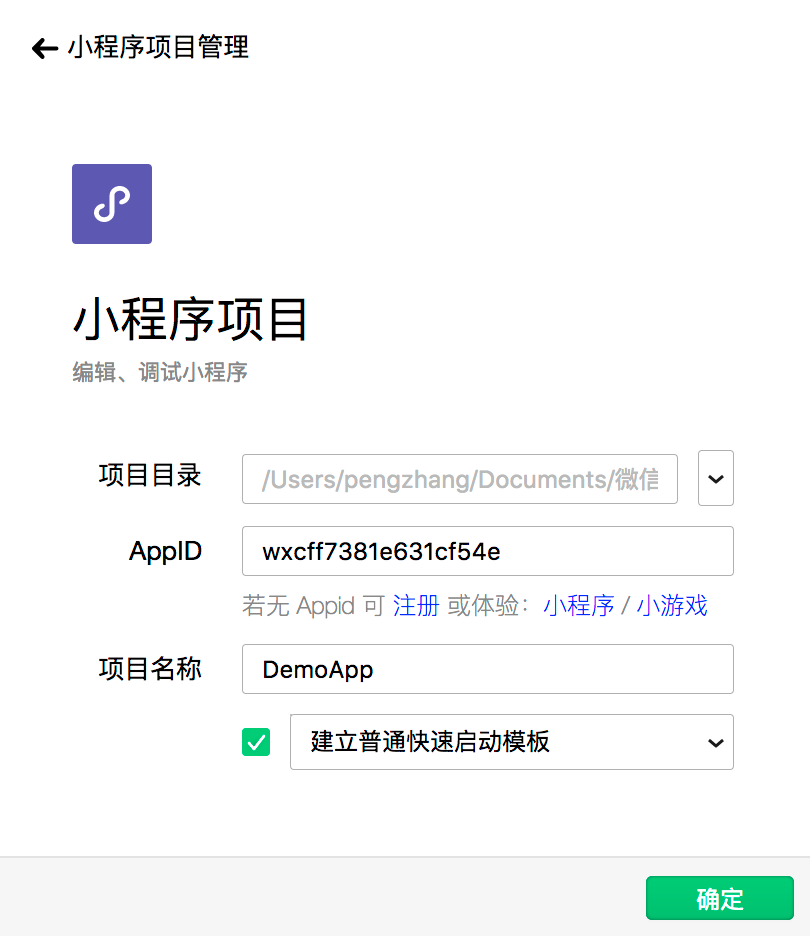 小程序项目管理
小程序项目
编辑、调试小程序
项目目录 /Users/pengzhang/Documents/微信
AppID wxcff7381e631cf54e
若无 Appid 可 注册 或体验：小程序 / 小游戏
项目名称 DemoApp
建立普通快速启动模板
确定